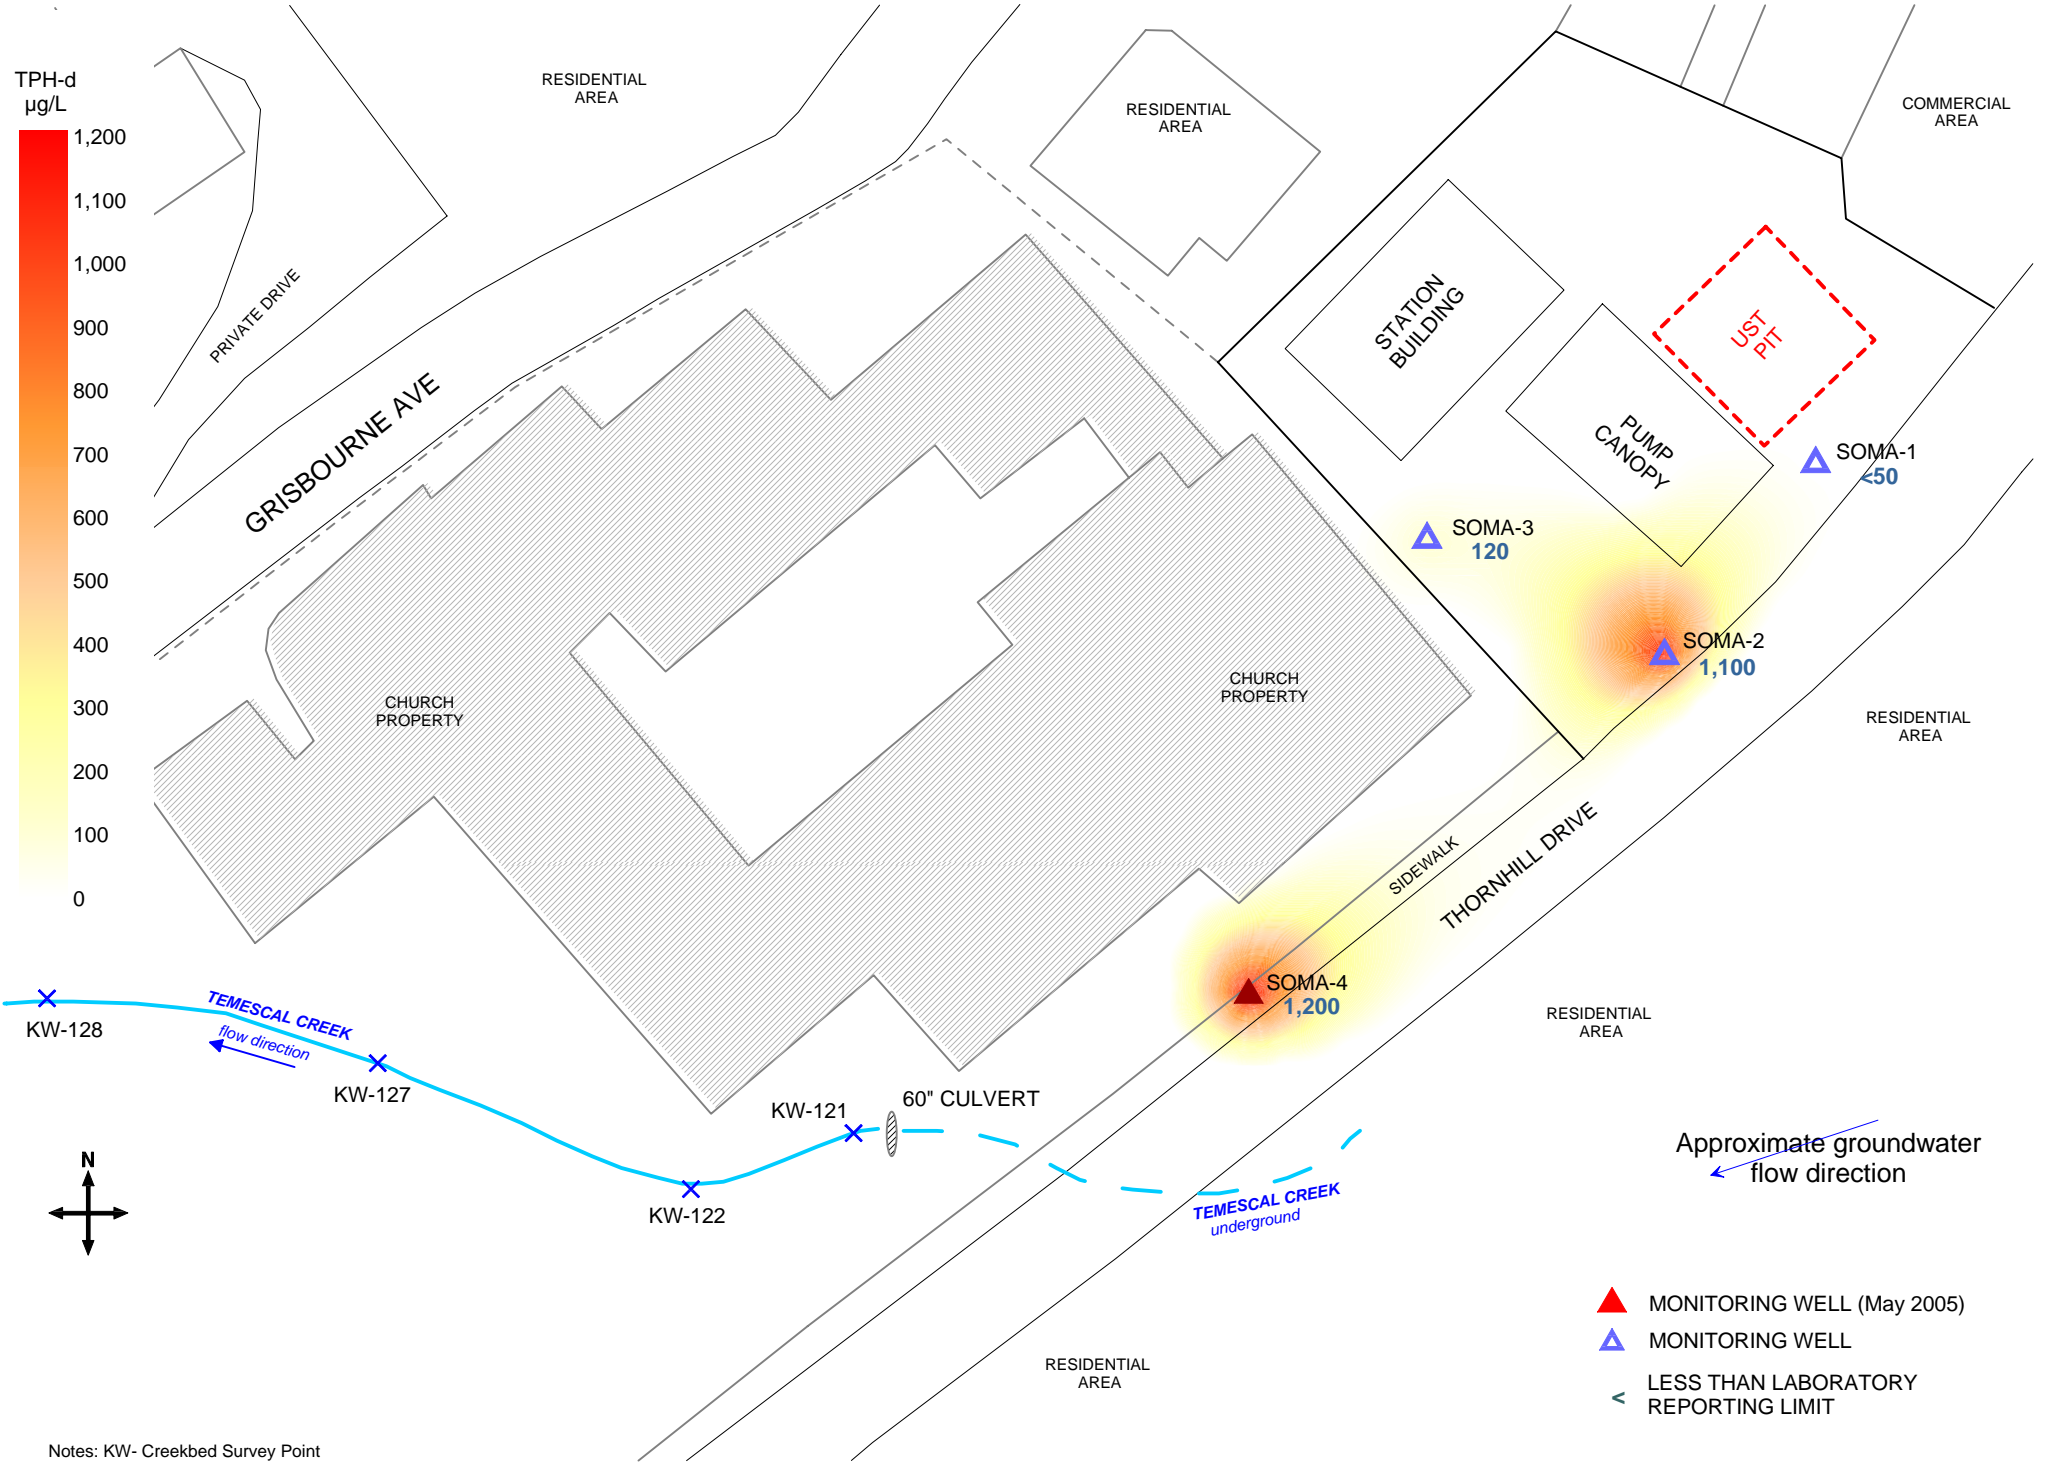 TPH-d
µg/L
1,200
1,100
1,000
900
800
700
600
500
400
300
200
100
0
RESIDENTIAL
AREA
RESIDENTIAL
AREA
COMMERCIAL
AREA
PRIVATE DRIVE
GRISBOURNE AVE
STATION
BUILDING
UST
PIT
PUMP
CANOPY
SOMA-1
<50
SOMA-3
120
SOMA-2
1,100
CHURCH
PROPERTY
CHURCH
PROPERTY
RESIDENTIAL
AREA
SIDEWALK
THORNHILL DRIVE
SOMA-4
1,200
RESIDENTIAL
AREA
TEMESCAL CREEK
flow direction
KW-128
KW-127
KW-121
60" CULVERT
KW-122
TEMESCAL CREEK
underground
Approximate groundwater
flow direction
N
MONITORING WELL (May 2005)
MONITORING WELL
< LESS THAN LABORATORY
REPORTING LIMIT
RESIDENTIAL
AREA
Notes: KW- Creekbed Survey Point